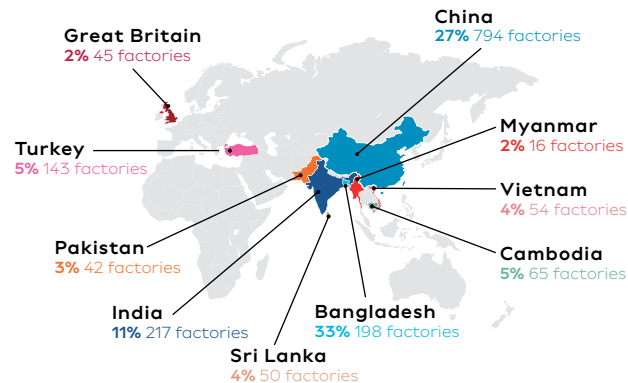 China
27% 794 factories
Great Britain
2% 45 factories
Myanmar
2% 16 factories
Turkey
5% 143 factories
Vietnam
4% 54 factories
Pakistan
3% 42 factories
Cambodia
5% 65 factories
India
11% 217 factories
Bangladesh
33% 198 factories
Sri Lanka
4% 50 factories